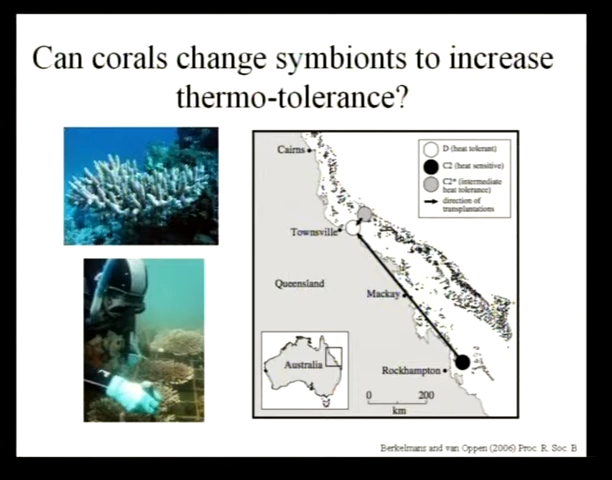 Can corals change symbionts to increase
thermo-tolerance?
Cairns
D (heat tolerant)
C2 (heat sensitive)
C2* (intermediate
heat tolerance)
direction of
transplantations
Townsville
Queensland
Mackay
Australia
Rockhampton
0 200
km
Berkelmans and van Oppen (2006) Proc. R. Soc. B